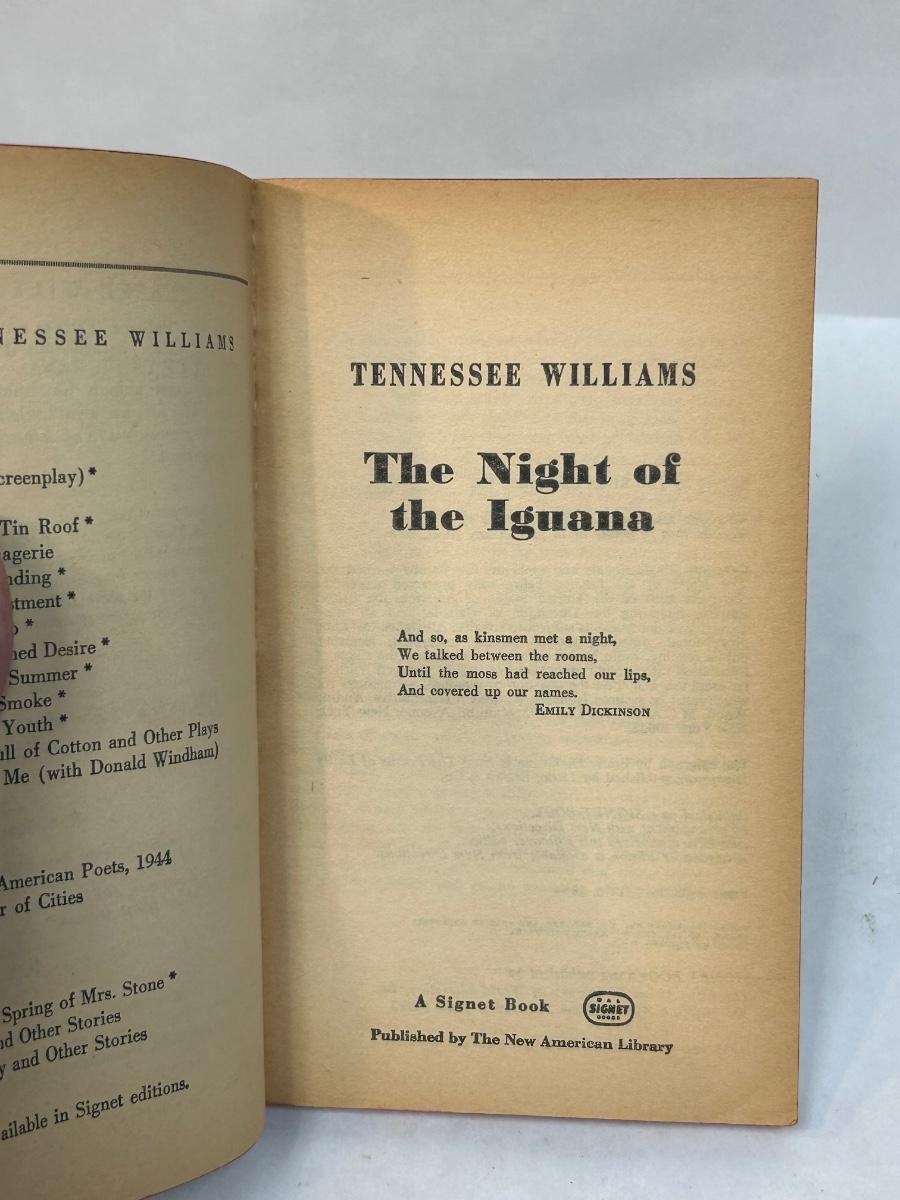 NESSEE WILLIAMS
creenplay)*
Tin Roof*
agerie
nding*
stment*
*
ned Desire*
Summer*
Smoke*
Youth*
ull of Cotton and Other Plays
Me (with Donald Windham)
American Poets, 1944
r of Cities
Spring of Mrs. Stone*
nd Other Stories
y and Other Stories
ailable in Signet editions.
TENNESSEE WILLIAMS
The Night of
the Iguana
And so, as kinsmen met a night,
We talked between the rooms,
Until the moss had reached our lips,
And covered up our names.
EMILY DICKINSON
A Signet Book
NAL
SIGNET
BOOKS
Published by The New American Library